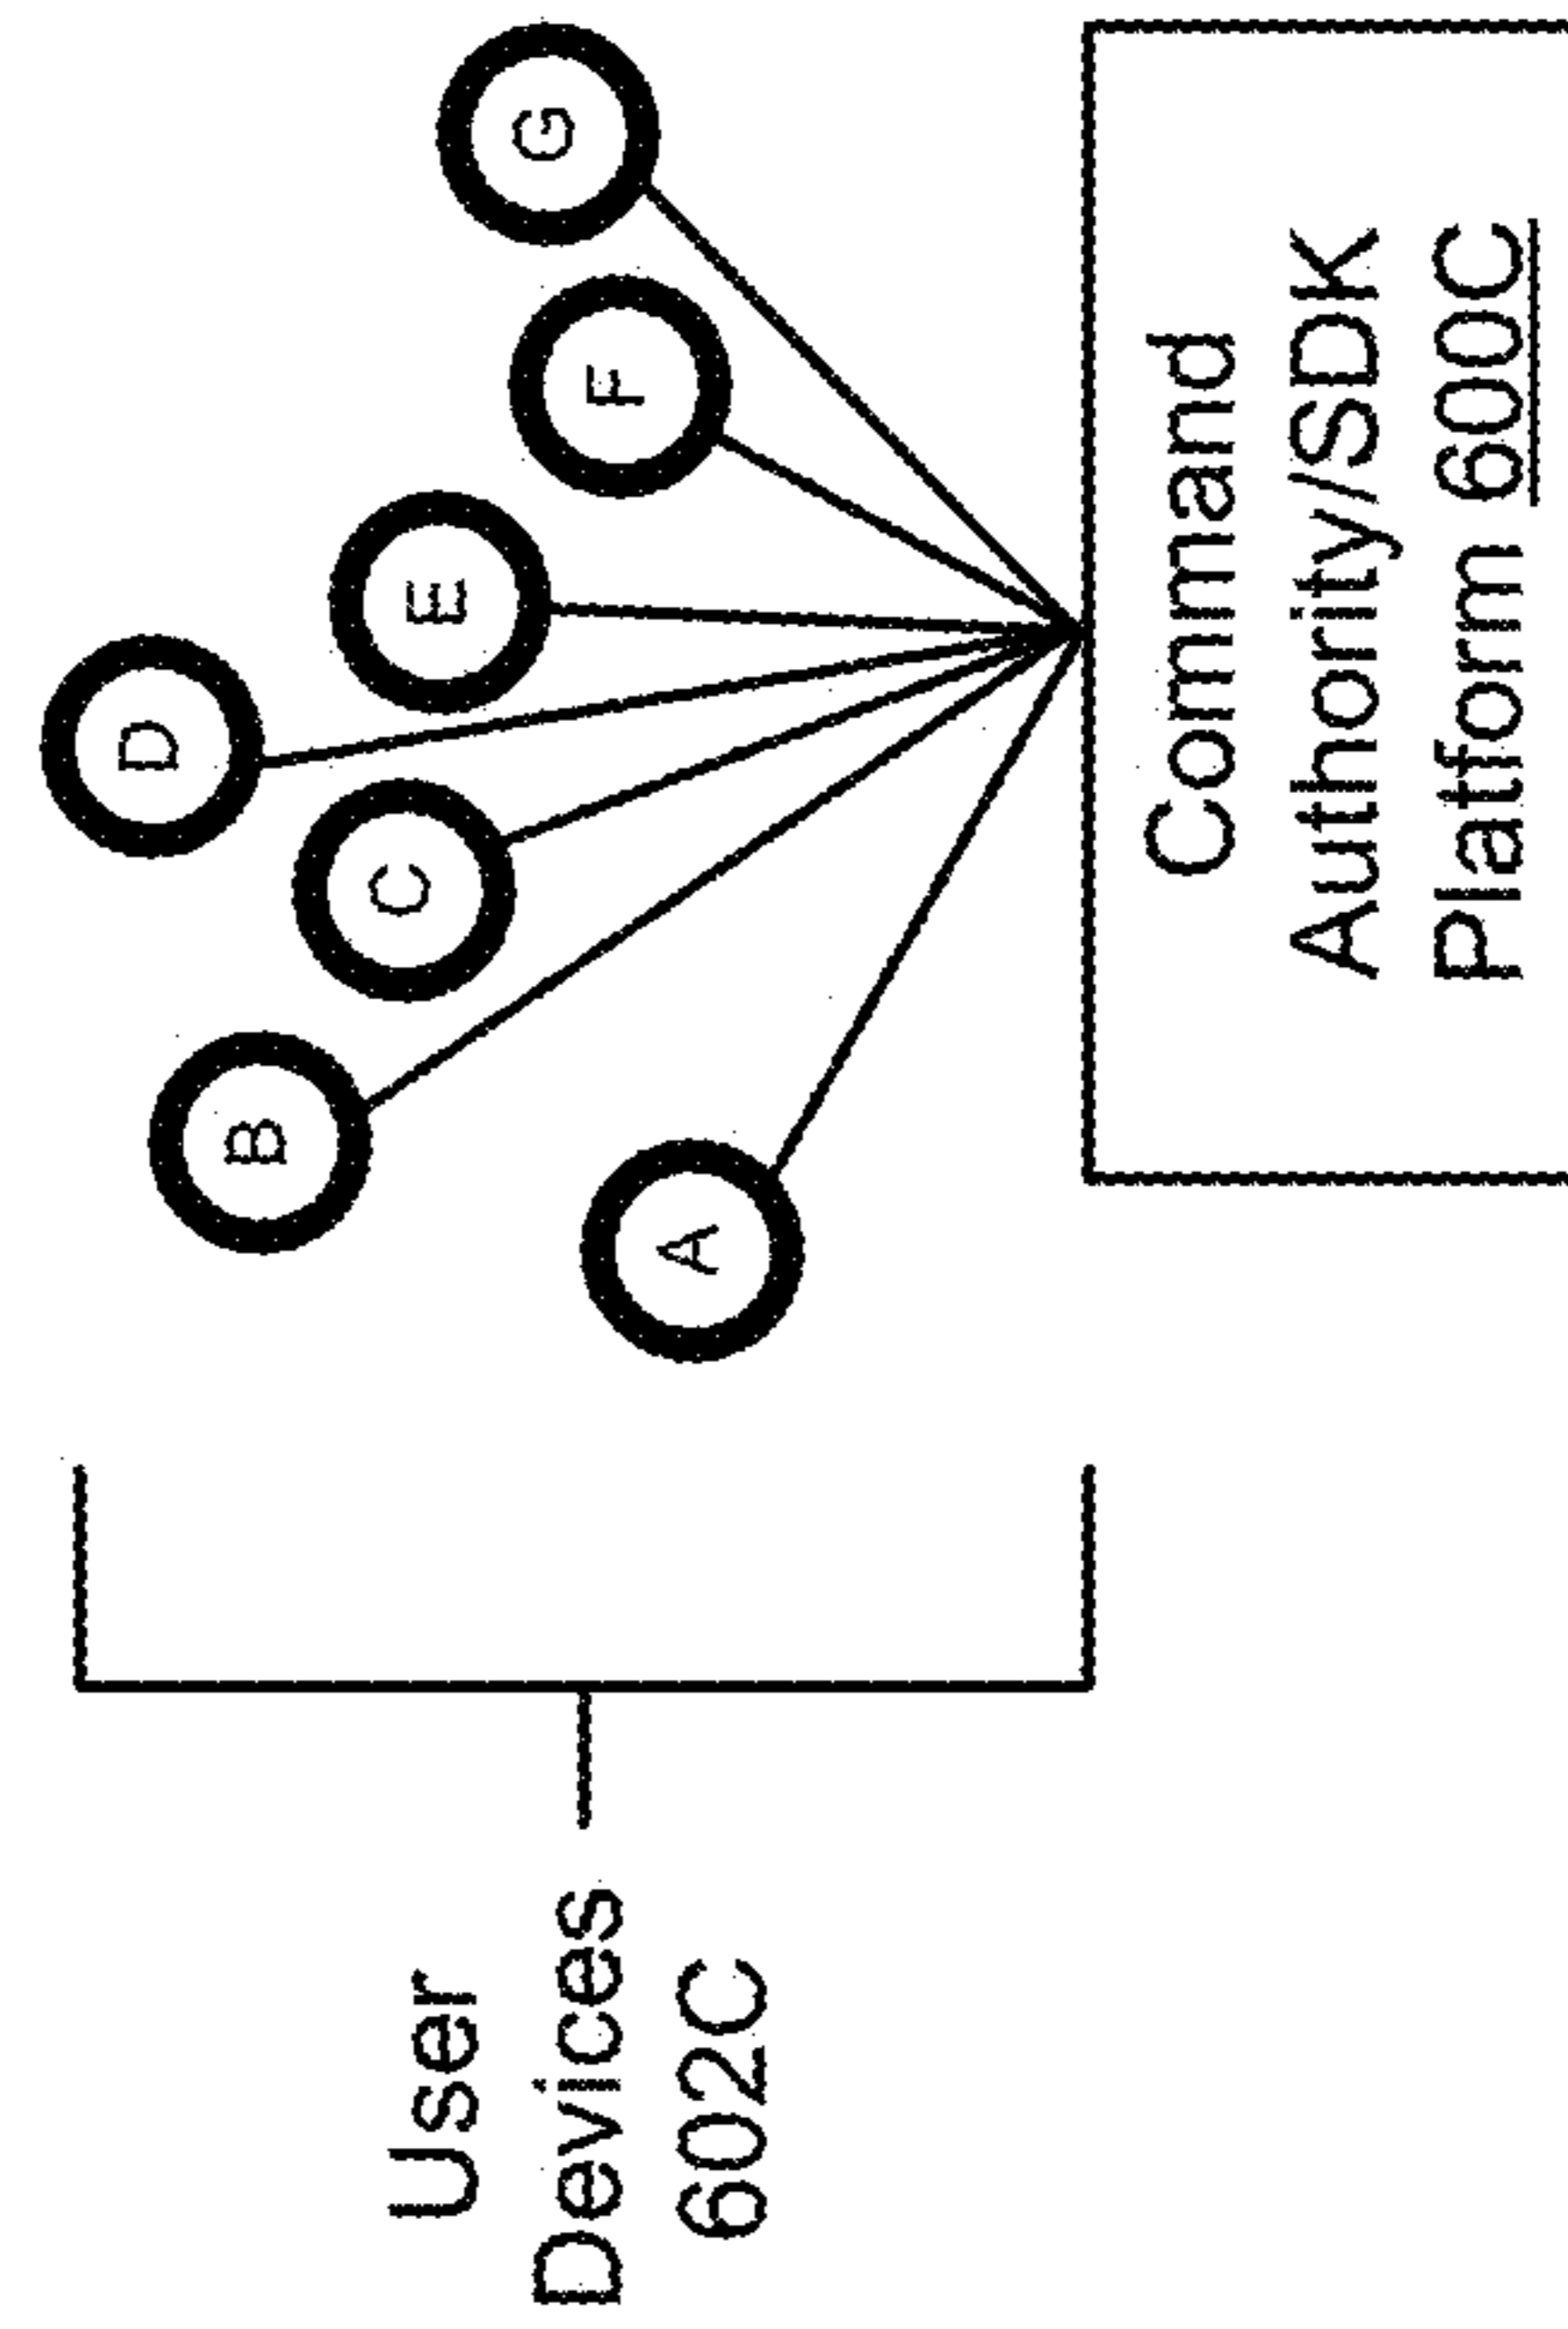 User
Devices
602C
A
B
C
D
E
F
G
Command
Authority/SDK
Platform 600C